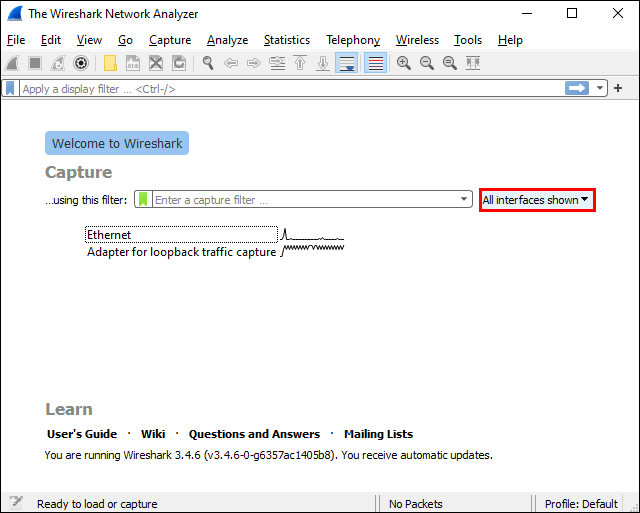 The Wireshark Network Analyzer
File Edit View Go Capture Analyze Statistics Telephony Wireless Tools Help
Apply a display filter ... <Ctrl-/>
Welcome to Wireshark
Capture
...using this filter: Enter a capture filter ... All interfaces shown
Ethernet
Adapter for loopback traffic capture
Learn
User's Guide · Wiki · Questions and Answers · Mailing Lists
You are running Wireshark 3.4.6 (v3.4.6-0-g6357ac1405b8). You receive automatic updates.
Ready to load or capture No Packets Profile: Default